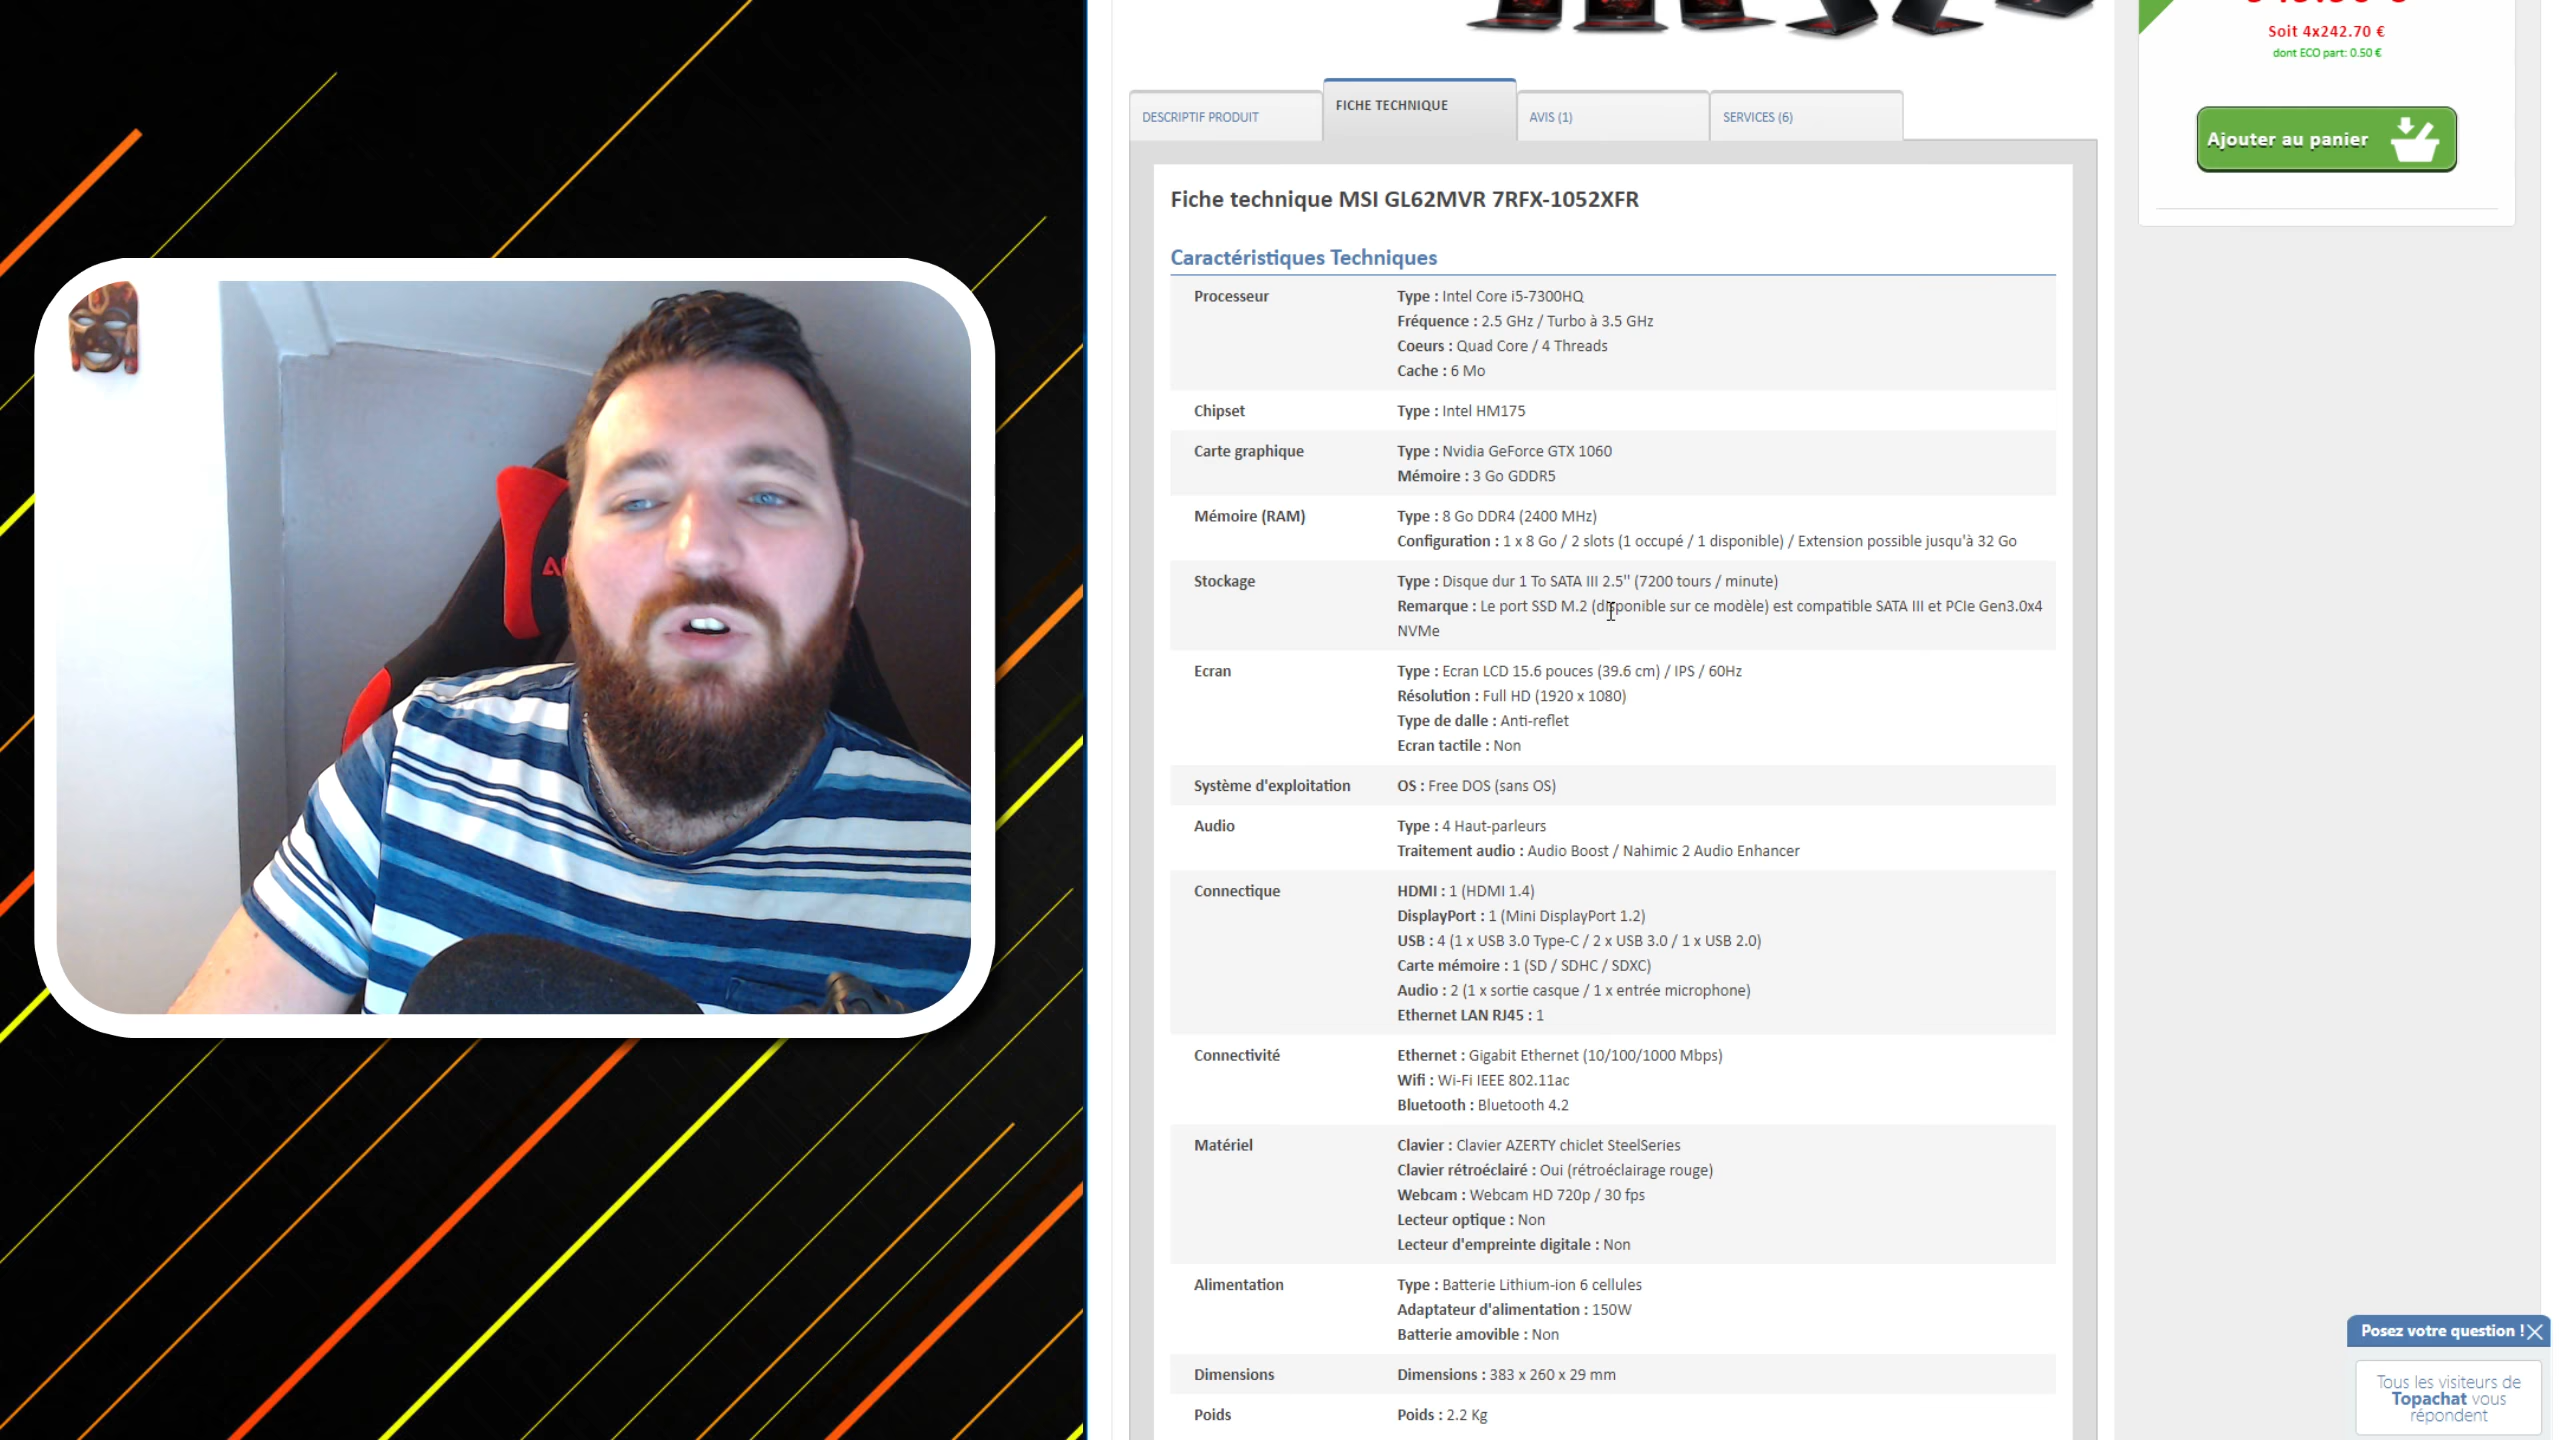 Soit 4x242.70 €
dont ECO part: 0.50 €
Ajouter au panier
DESCRIPTIF PRODUIT
FICHE TECHNIQUE
AVIS (1)
SERVICES (6)
Fiche technique MSI GL62MVR 7RFX-1052XFR
Caractéristiques Techniques
Processeur
Type : Intel Core i5-7300HQ
Fréquence : 2.5 GHz / Turbo à 3.5 GHz
Coeurs : Quad Core / 4 Threads
Cache : 6 Mo
Chipset
Type : Intel HM175
Carte graphique
Type : Nvidia GeForce GTX 1060
Mémoire : 3 Go GDDR5
Mémoire (RAM)
Type : 8 Go DDR4 (2400 MHz)
Configuration : 1 x 8 Go / 2 slots (1 occupé / 1 disponible) / Extension possible jusqu'à 32 Go
Stockage
Type : Disque dur 1 To SATA III 2.5" (7200 tours / minute)
Remarque : Le port SSD M.2 (disponible sur ce modèle) est compatible SATA III et PCIe Gen3.0x4
NVMe
Ecran
Type : Ecran LCD 15.6 pouces (39.6 cm) / IPS / 60Hz
Résolution : Full HD (1920 x 1080)
Type de dalle : Anti-reflet
Ecran tactile : Non
Système d'exploitation
OS : Free DOS (sans OS)
Audio
Type : 4 Haut-parleurs
Traitement audio : Audio Boost / Nahimic 2 Audio Enhancer
Connectique
HDMI : 1 (HDMI 1.4)
DisplayPort : 1 (Mini DisplayPort 1.2)
USB : 4 (1 x USB 3.0 Type-C / 2 x USB 3.0 / 1 x USB 2.0)
Carte mémoire : 1 (SD / SDHC / SDXC)
Audio : 2 (1 x sortie casque / 1 x entrée microphone)
Ethernet LAN RJ45 : 1
Connectivité
Ethernet : Gigabit Ethernet (10/100/1000 Mbps)
Wifi : Wi-Fi IEEE 802.11ac
Bluetooth : Bluetooth 4.2
Matériel
Clavier : Clavier AZERTY chiclet SteelSeries
Clavier rétroéclairé : Oui (rétroéclairage rouge)
Webcam : Webcam HD 720p / 30 fps
Lecteur optique : Non
Lecteur d'empreinte digitale : Non
Alimentation
Type : Batterie Lithium-ion 6 cellules
Adaptateur d'alimentation : 150W
Batterie amovible : Non
Dimensions
Dimensions : 383 x 260 x 29 mm
Poids
Poids : 2.2 Kg
Posez votre question !
Tous les visiteurs de
Topachat vous
répondent